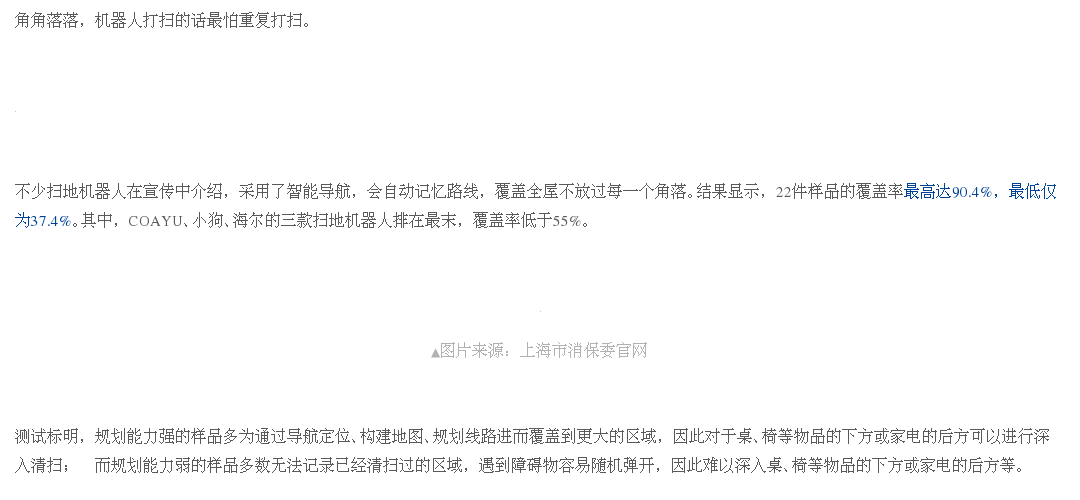 角角落落，机器人打扫的话最怕重复打扫。
不少扫地机器人在宣传中介绍，采用了智能导航，会自动记忆路线，覆盖全屋不放过每一个角落。结果显示，22件样品的覆盖率最高达90.4%，最低仅
为37.4%。其中，COAYU、小狗、海尔的三款扫地机器人排在最末，覆盖率低于55%。
▲图片来源：上海市消保委官网
测试标明，规划能力强的样品多为通过导航定位、构建地图、规划线路进而覆盖到更大的区域，因此对于桌、椅等物品的下方或家电的后方可以进行深
入清扫； 而规划能力弱的样品多数无法记录已经清扫过的区域，遇到障碍物容易随机弹开，因此难以深入桌、椅等物品的下方或家电的后方等。